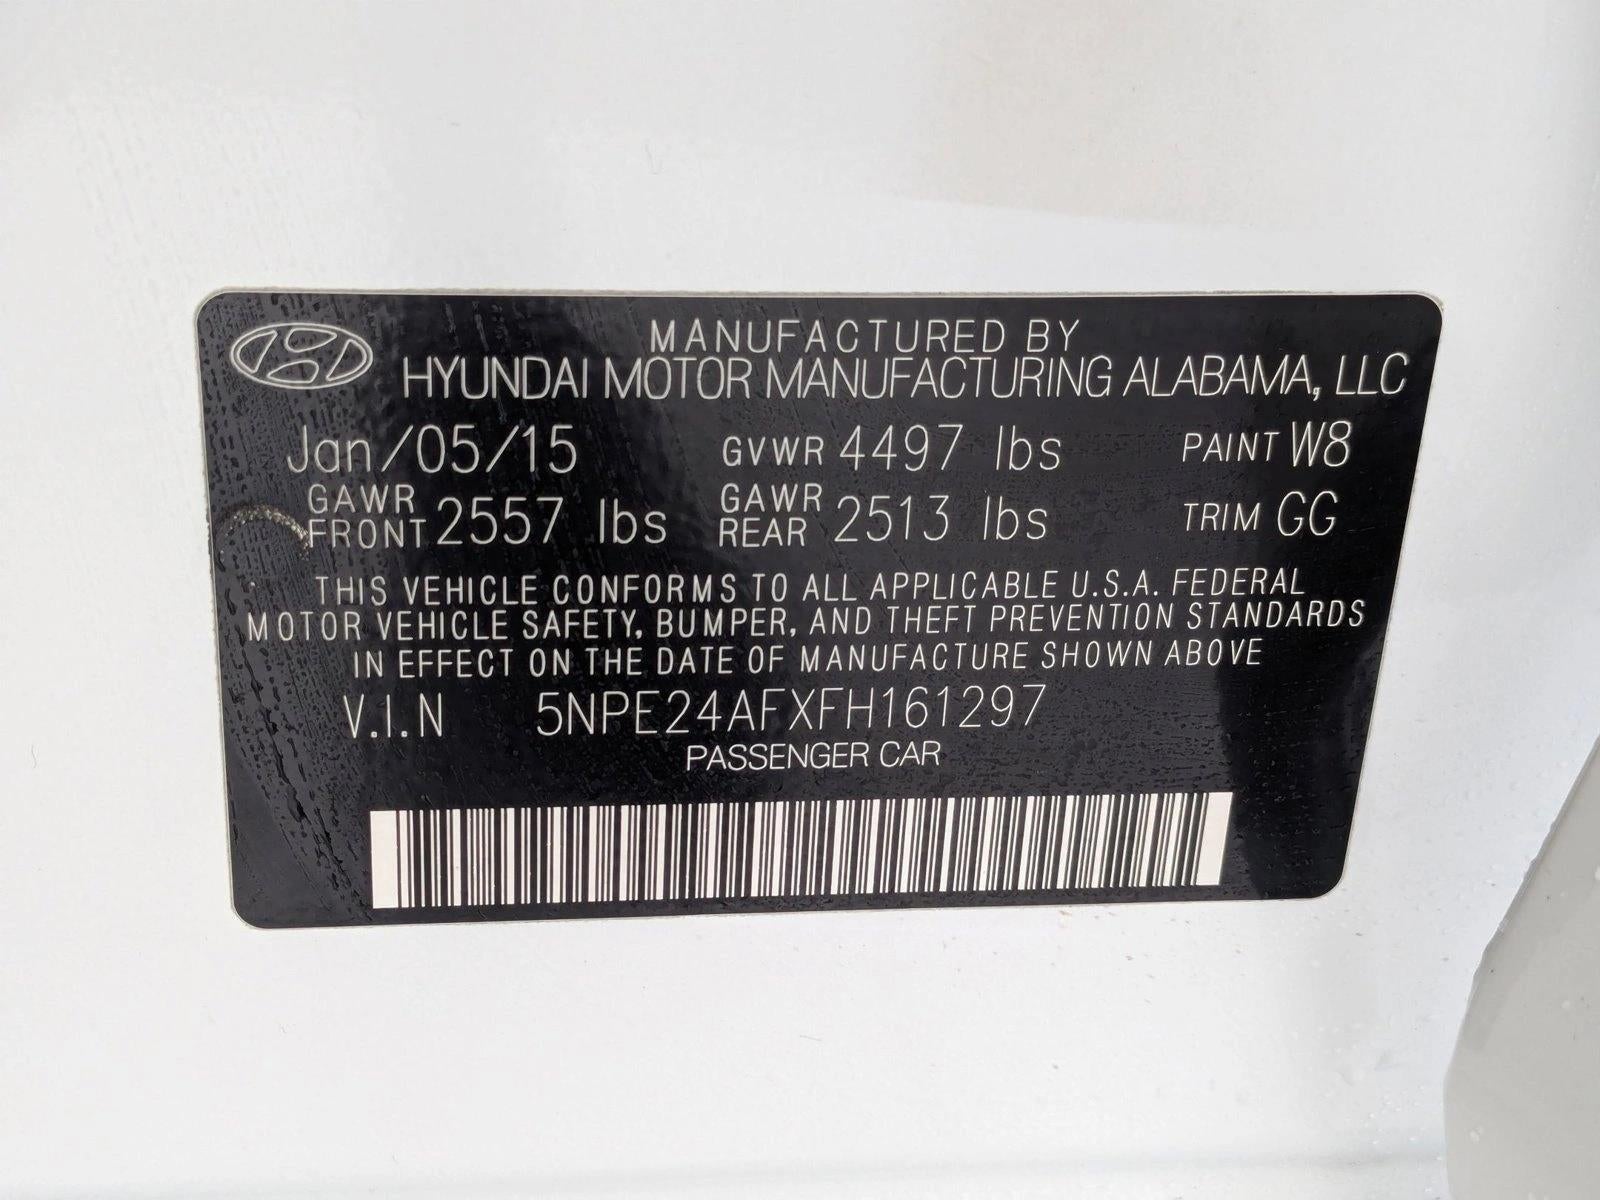 MANUFACTURED BY
HYUNDAI MOTOR MANUFACTURING ALABAMA, LLC
Jan/05/15 GVWR 4497 lbs PAINT W8
GAWR FRONT 2557 lbs GAWR REAR 2513 lbs TRIM GG
THIS VEHICLE CONFORMS TO ALL APPLICABLE U.S.A. FEDERAL
MOTOR VEHICLE SAFETY, BUMPER, AND THEFT PREVENTION STANDARDS
IN EFFECT ON THE DATE OF MANUFACTURE SHOWN ABOVE
V.I.N 5NPE24AFXFH161297
PASSENGER CAR